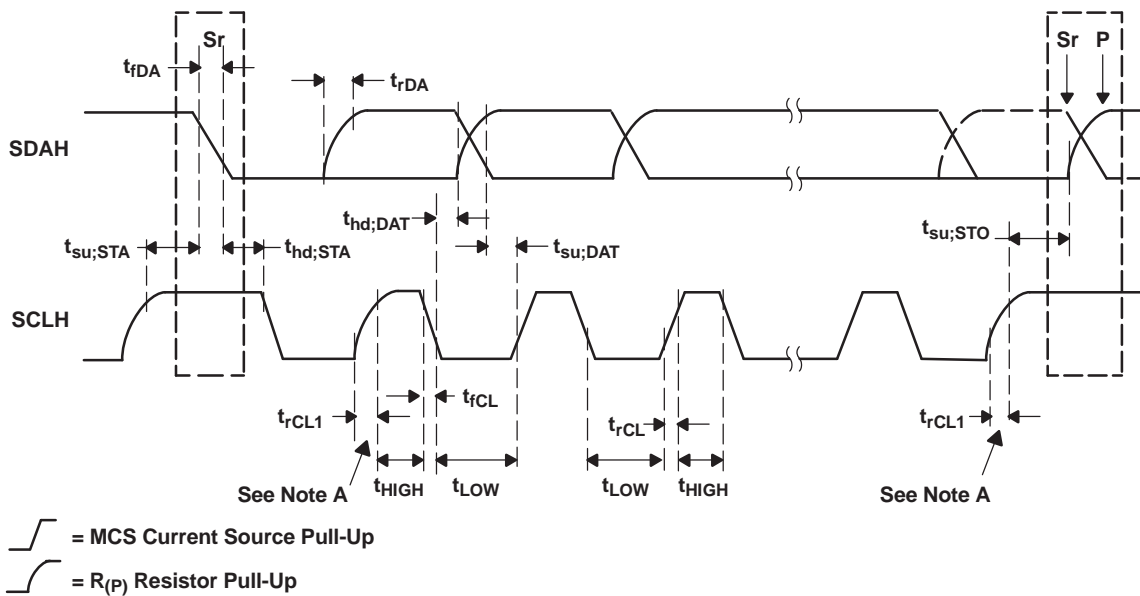 Sr
Sr P
tfDA
trDA
SDAH
thd;DAT
tsu;STA
thd;STA
tsu;DAT
tsu;STO
SCLH
tfCL
trCL1
trCL
trCL1
See Note A
tHIGH
tLOW
tLOW
tHIGH
See Note A
= MCS Current Source Pull-Up
= R(P) Resistor Pull-Up